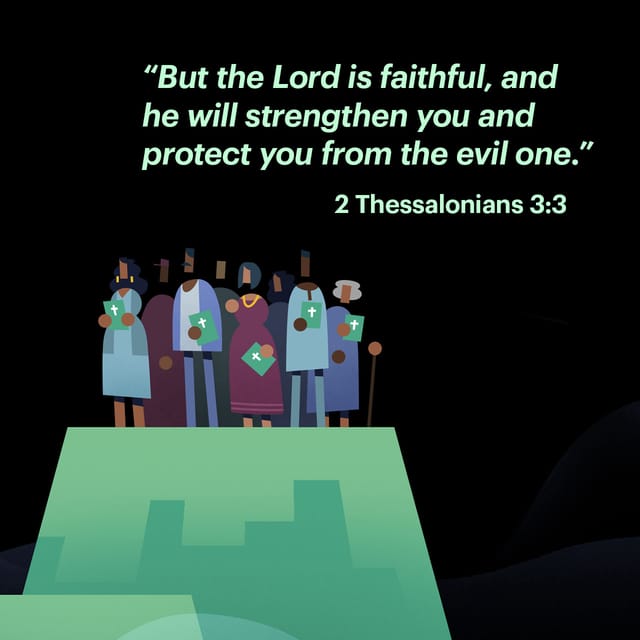 “But the Lord is faithful, and
he will strengthen you and
protect you from the evil one.”
2 Thessalonians 3:3